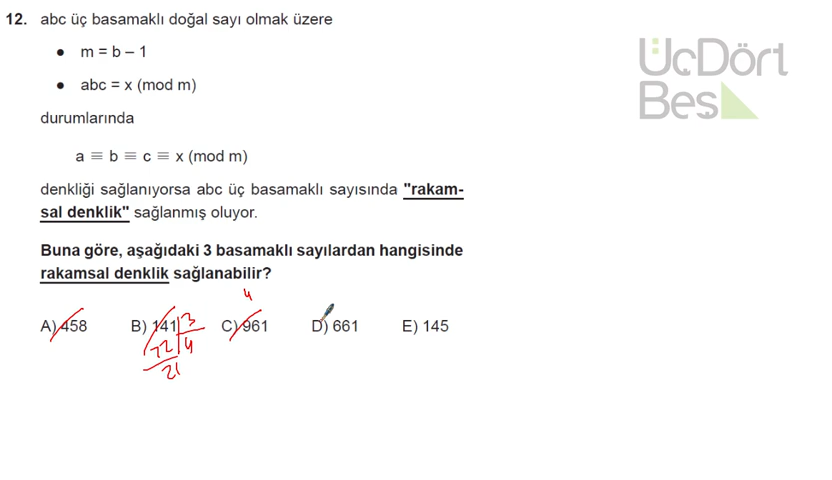 12. abc üç basamaklı doğal sayı olmak üzere
• m = b – 1
• abc = x (mod m)
durumlarında
a ≡ b ≡ c ≡ x (mod m)
denkliği sağlanıyorsa abc üç basamaklı sayısında "rakam-
sal denklik" sağlanmış oluyor.
Buna göre, aşağıdaki 3 basamaklı sayılardan hangisinde
rakamsal denklik sağlanabilir?
4
A) 458 B) 141 3 C) 961 D) 661 E) 145
12 4
21
ÜçDört
Beş